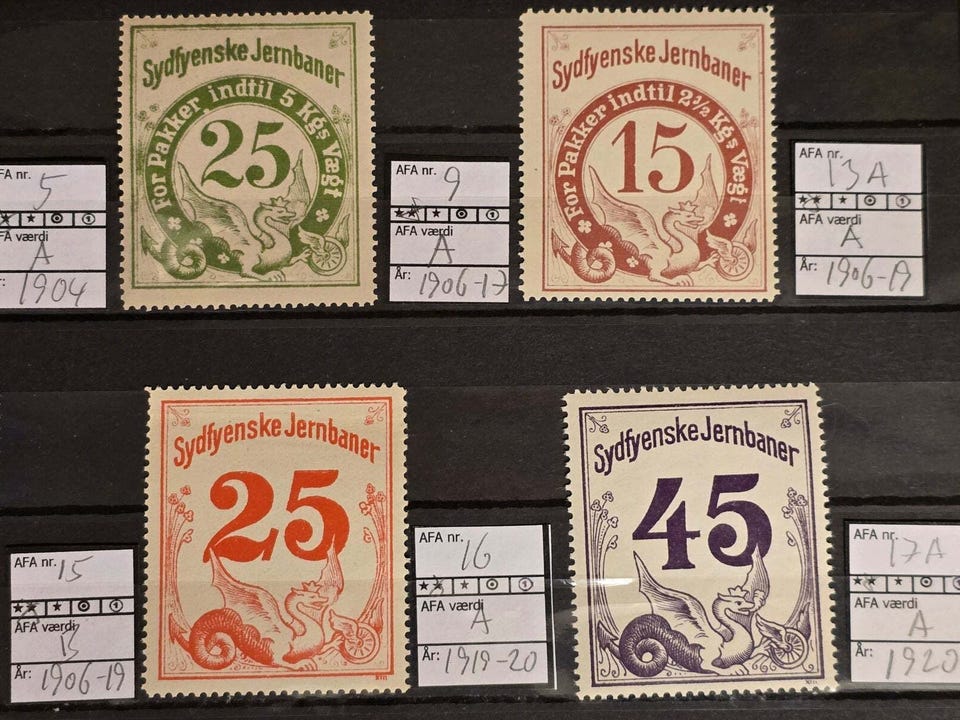 Sydfyenske Jernbaner
For Pakker indtil 5 Kgs Vægt
25
Sydfyenske Jernbaner
For Pakker indtil 2½ Kgs Vægt
15
FA nr. 5
FA værdi
A
: 1904
AFA nr. 9
AFA værdi
A
År: 1906-17
AFA nr. 13A
AFA værdi
A
År: 1906-19
Sydfyenske Jernbaner
25
Sydfyenske Jernbaner
45
AFA nr. 15
AFA værdi
B
År: 1906-19
AFA nr. 16
AFA værdi
A
År: 1919-20
AFA nr. 17A
AFA værdi
A
År: 1920